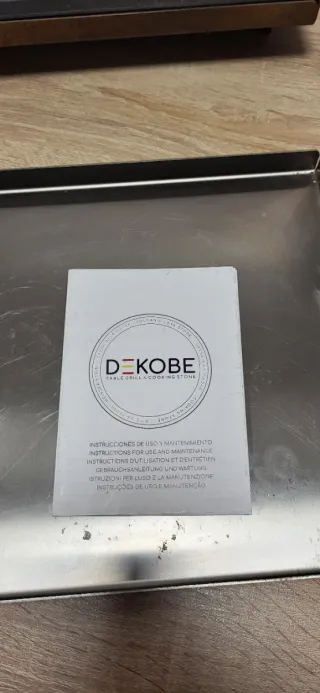 DEKOBE
TABLE GRILL & COOKING STONE
INSTRUCCIONES DE USO Y MANTENIMIENTO
INSTRUCTIONS FOR USE AND MAINTENANCE
INSTRUCTIONS D'UTILISATION ET D'ENTRETIEN
GEBRAUCHSANLEITUNG UND WARTUNG
ISTRUZIONI PER L'USO E LA MANUTENZIONE
INSTRUÇÕES DE USO E MANUTENÇÃO